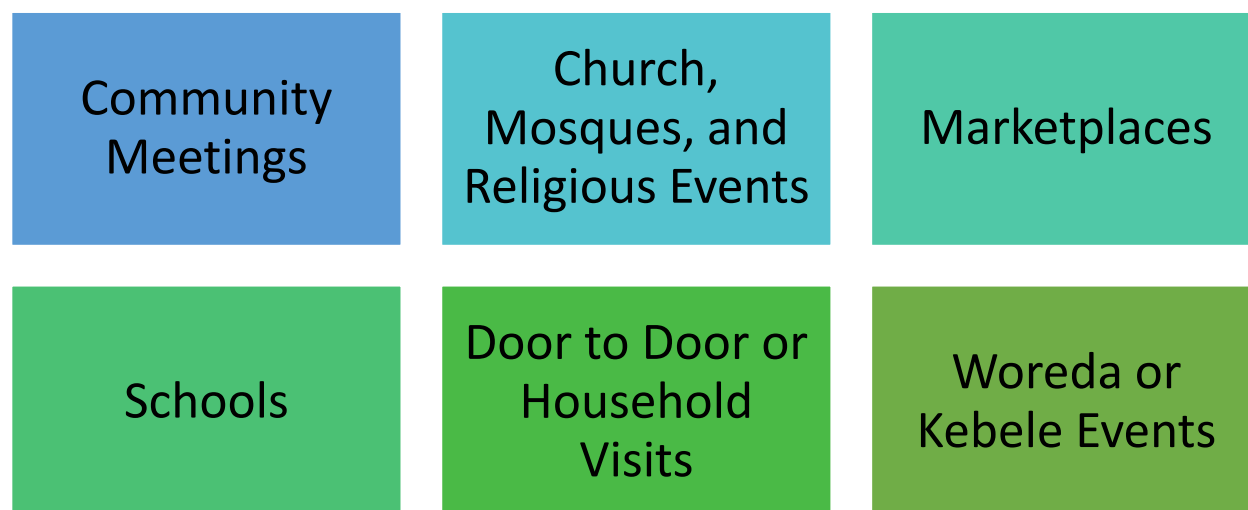 Community
Meetings
Church,
Mosques, and
Religious Events
Marketplaces
Schools
Door to Door or
Household
Visits
Woreda or
Kebele Events